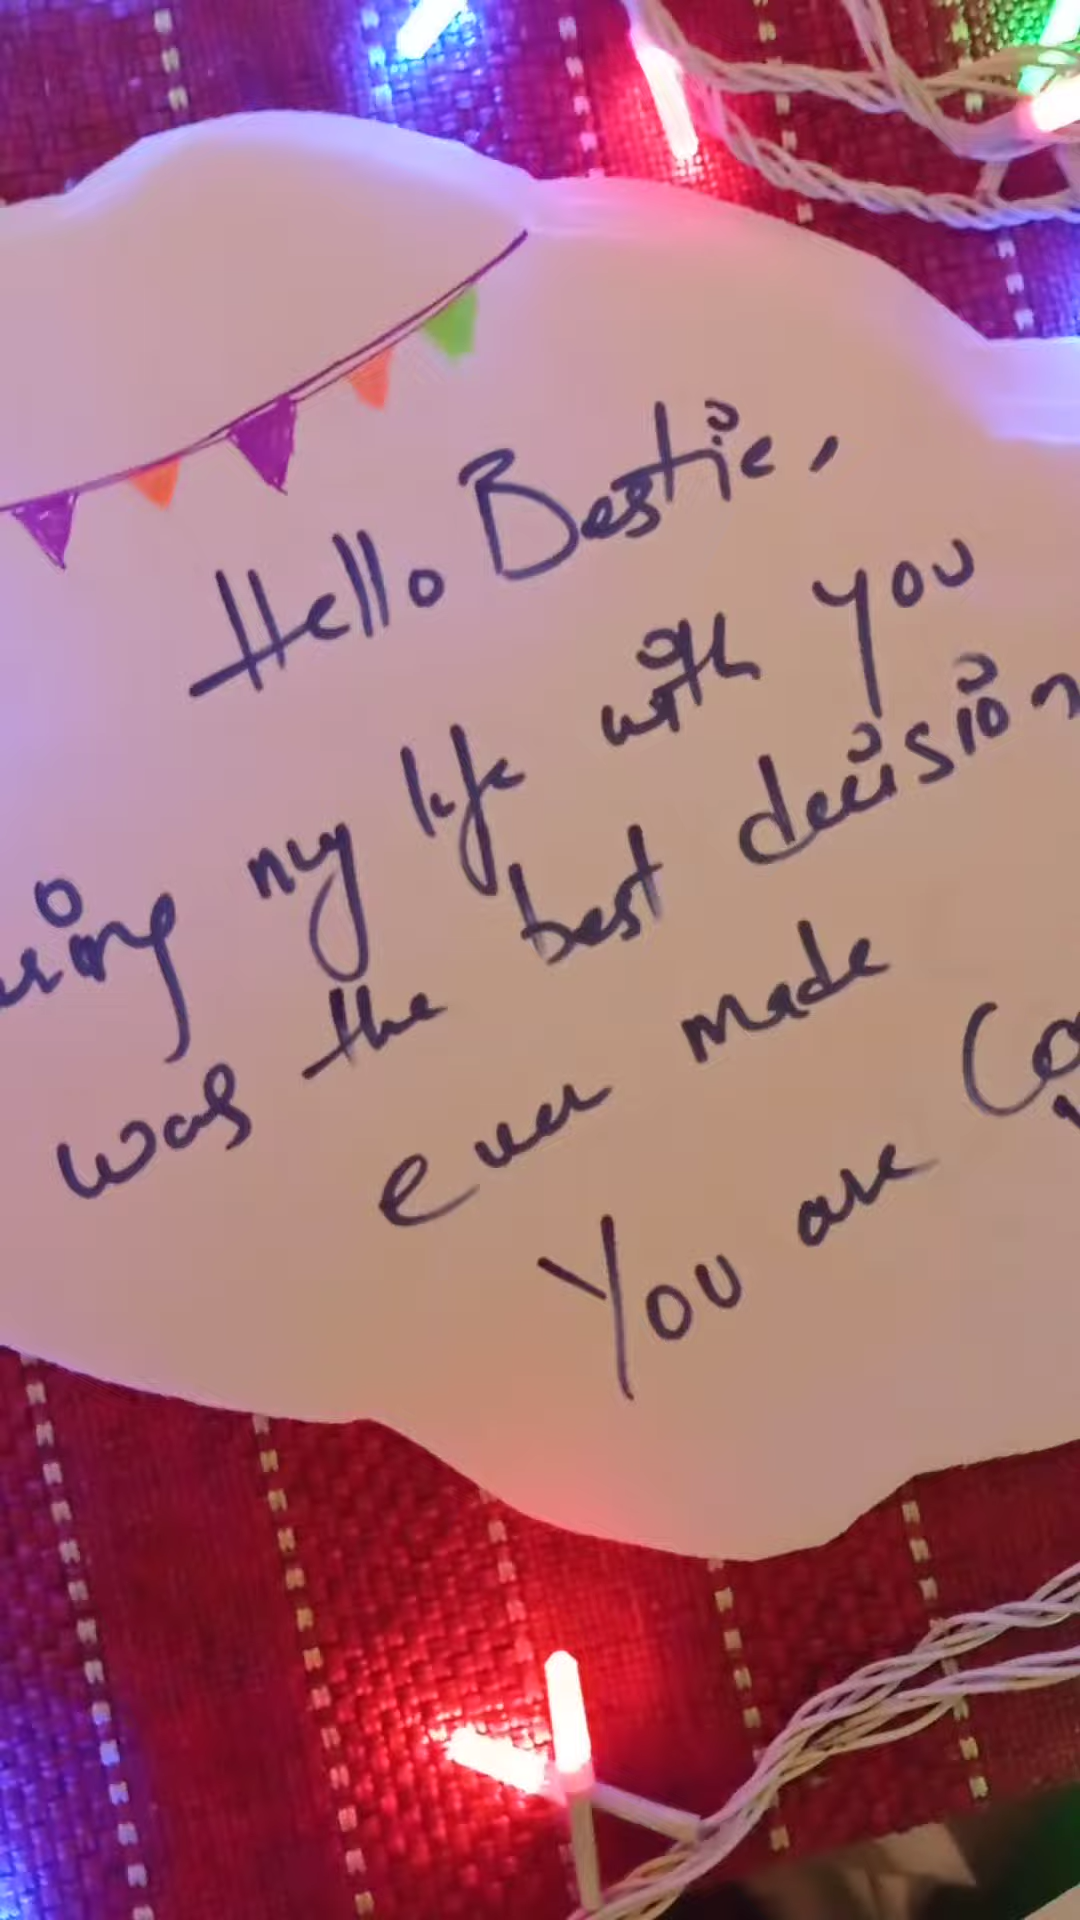 Hello Bestie,
my life with you
was the best decision
ever made
You are